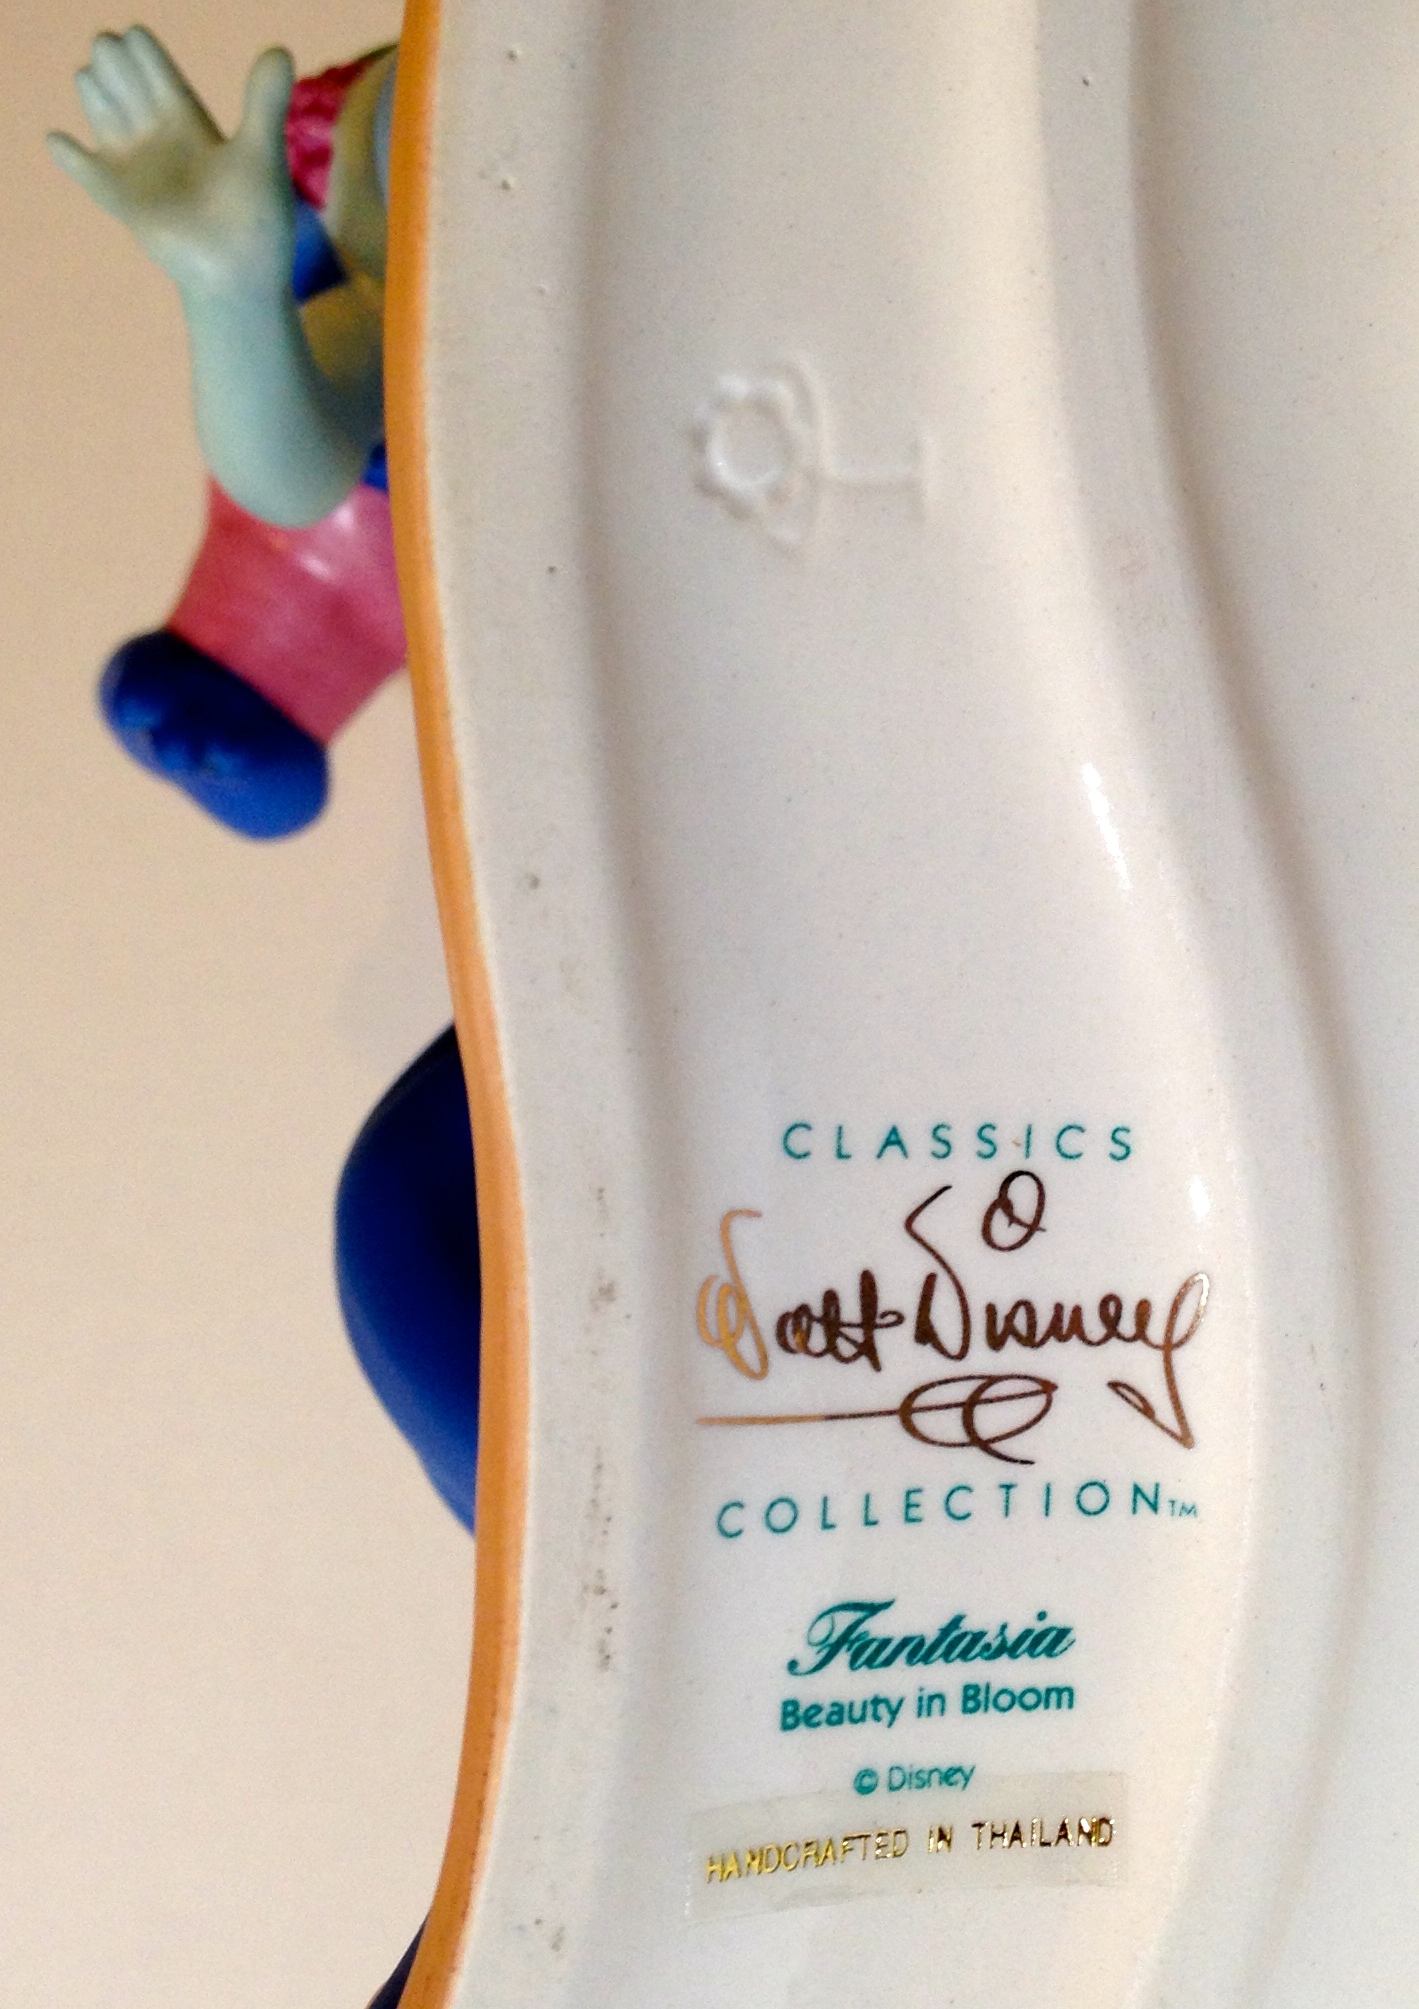 CLASSICS
Walt Disney
COLLECTION™
Fantasia
Beauty in Bloom
© Disney
HANDCRAFTED IN THAILAND